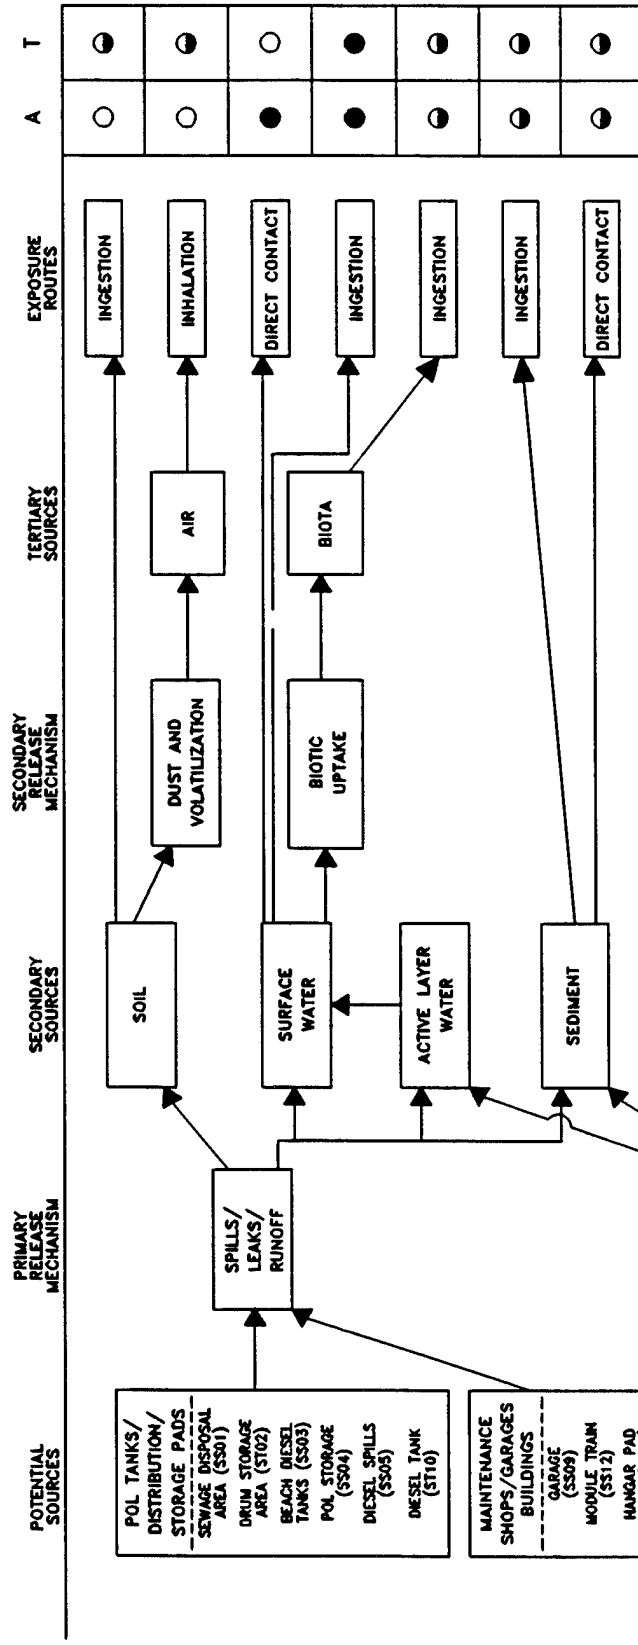 POTENTIAL
SOURCES
PRIMARY
RELEASE
MECHANISM
SECONDARY
SOURCES
SECONDARY
RELEASE
MECHANISM
TERTIARY
SOURCES
EXPOSURE
ROUTES
A
T
POL TANKS/
DISTRIBUTION/
STORAGE PADS
SEWAGE DISPOSAL
AREA (SS01)
DRUM STORAGE
AREA (ST02)
BEACH DIESEL
TANKS (SS03)
POL STORAGE
(SS04)
DIESEL SPILLS
(SS05)
DIESEL TANK
(ST10)
MAINTENANCE
SHOPS/GARAGES
BUILDINGS
GARAGE
(SS09)
MODULE TRAIN
(SS12)
HANGAR PAD
SPILLS/
LEAKS/
RUNOFF
SOIL
SURFACE
WATER
ACTIVE LAYER
WATER
SEDIMENT
DUST AND
VOLATILIZATION
BIOTIC
UPTAKE
AIR
BIOTA
INGESTION
INHALATION
DIRECT CONTACT
INGESTION
INGESTION
INGESTION
DIRECT CONTACT